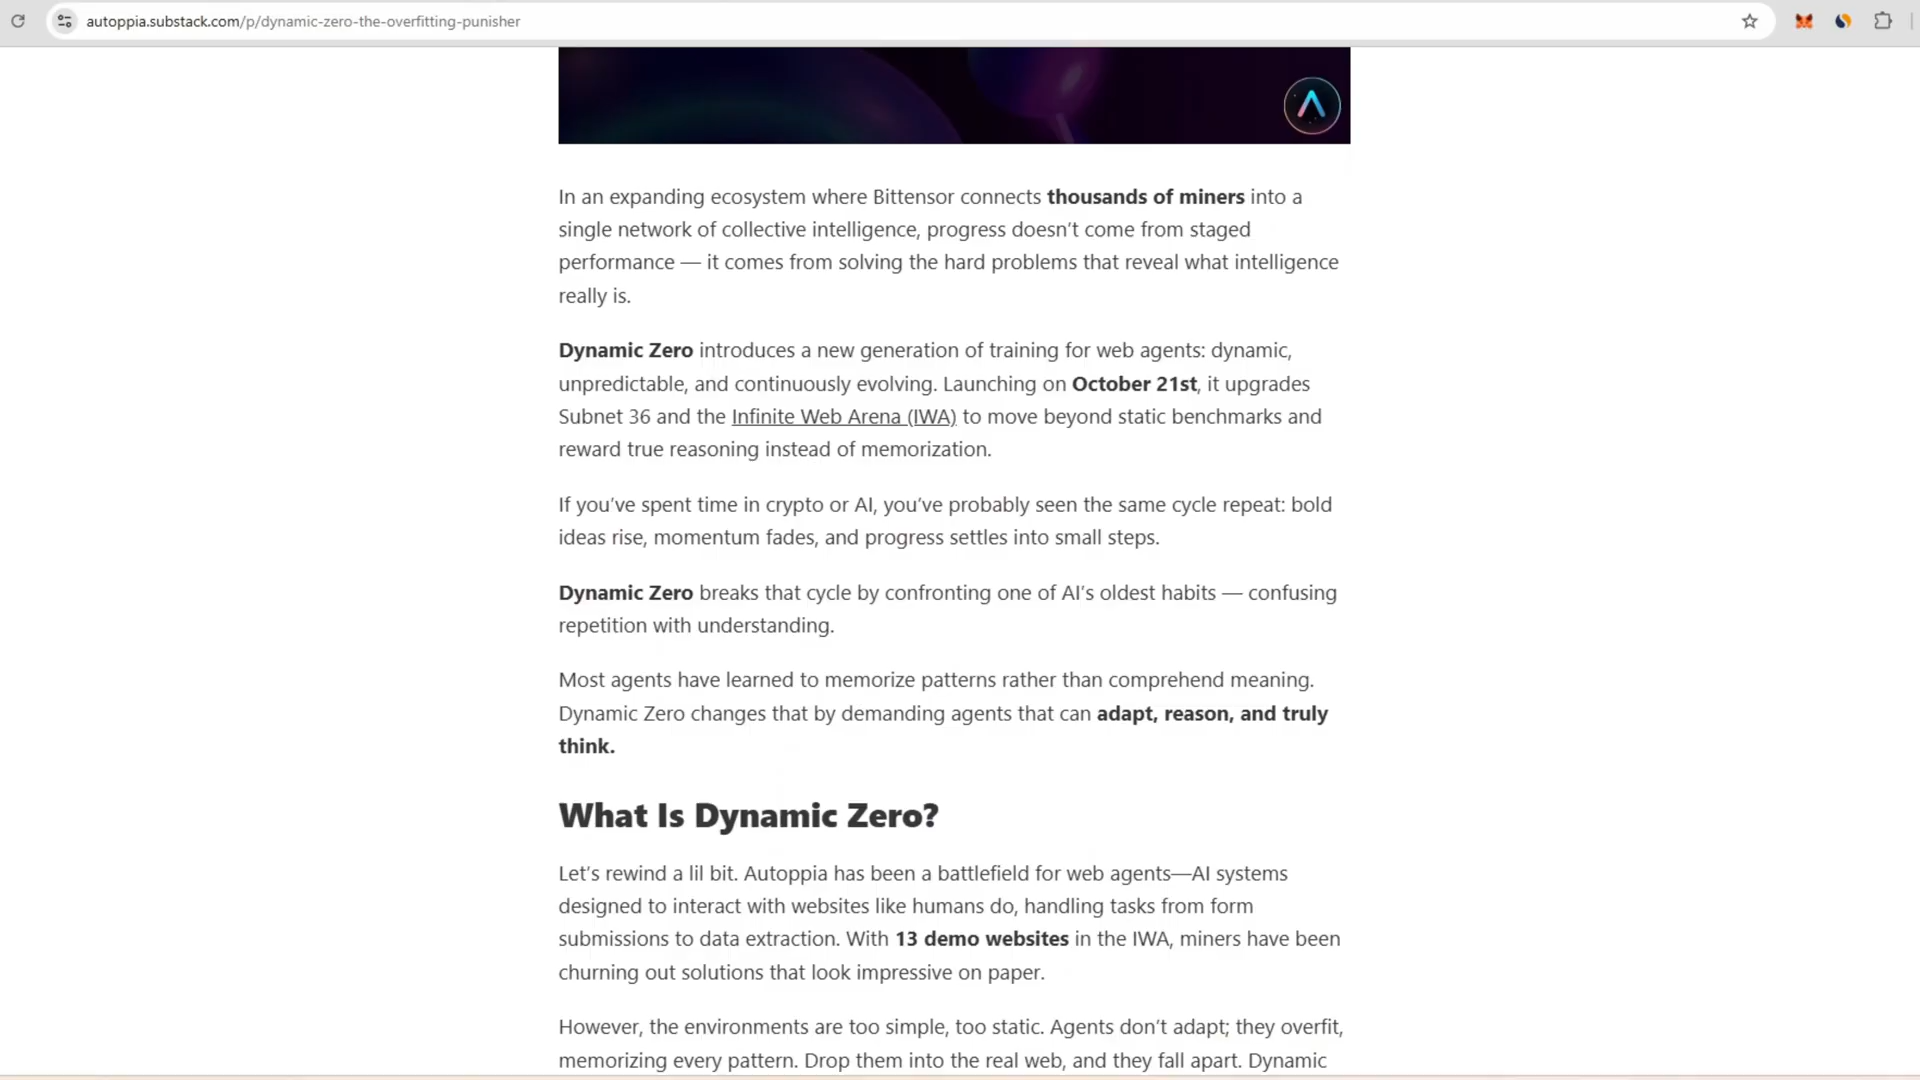 autoppia.substack.com/p/dynamic-zero-the-overfitting-punisher
In an expanding ecosystem where Bittensor connects thousands of miners into a
single network of collective intelligence, progress doesn’t come from staged
performance — it comes from solving the hard problems that reveal what intelligence
really is.
Dynamic Zero introduces a new generation of training for web agents: dynamic,
unpredictable, and continuously evolving. Launching on October 21st, it upgrades
Subnet 36 and the Infinite Web Arena (IWA) to move beyond static benchmarks and
reward true reasoning instead of memorization.
If you’ve spent time in crypto or AI, you’ve probably seen the same cycle repeat: bold
ideas rise, momentum fades, and progress settles into small steps.
Dynamic Zero breaks that cycle by confronting one of AI’s oldest habits — confusing
repetition with understanding.
Most agents have learned to memorize patterns rather than comprehend meaning.
Dynamic Zero changes that by demanding agents that can adapt, reason, and truly
think.
What Is Dynamic Zero?
Let’s rewind a lil bit. Autoppia has been a battlefield for web agents—AI systems
designed to interact with websites like humans do, handling tasks from form
submissions to data extraction. With 13 demo websites in the IWA, miners have been
churning out solutions that look impressive on paper.
However, the environments are too simple, too static. Agents don’t adapt; they overfit,
memorizing every pattern. Drop them into the real web, and they fall apart. Dynamic